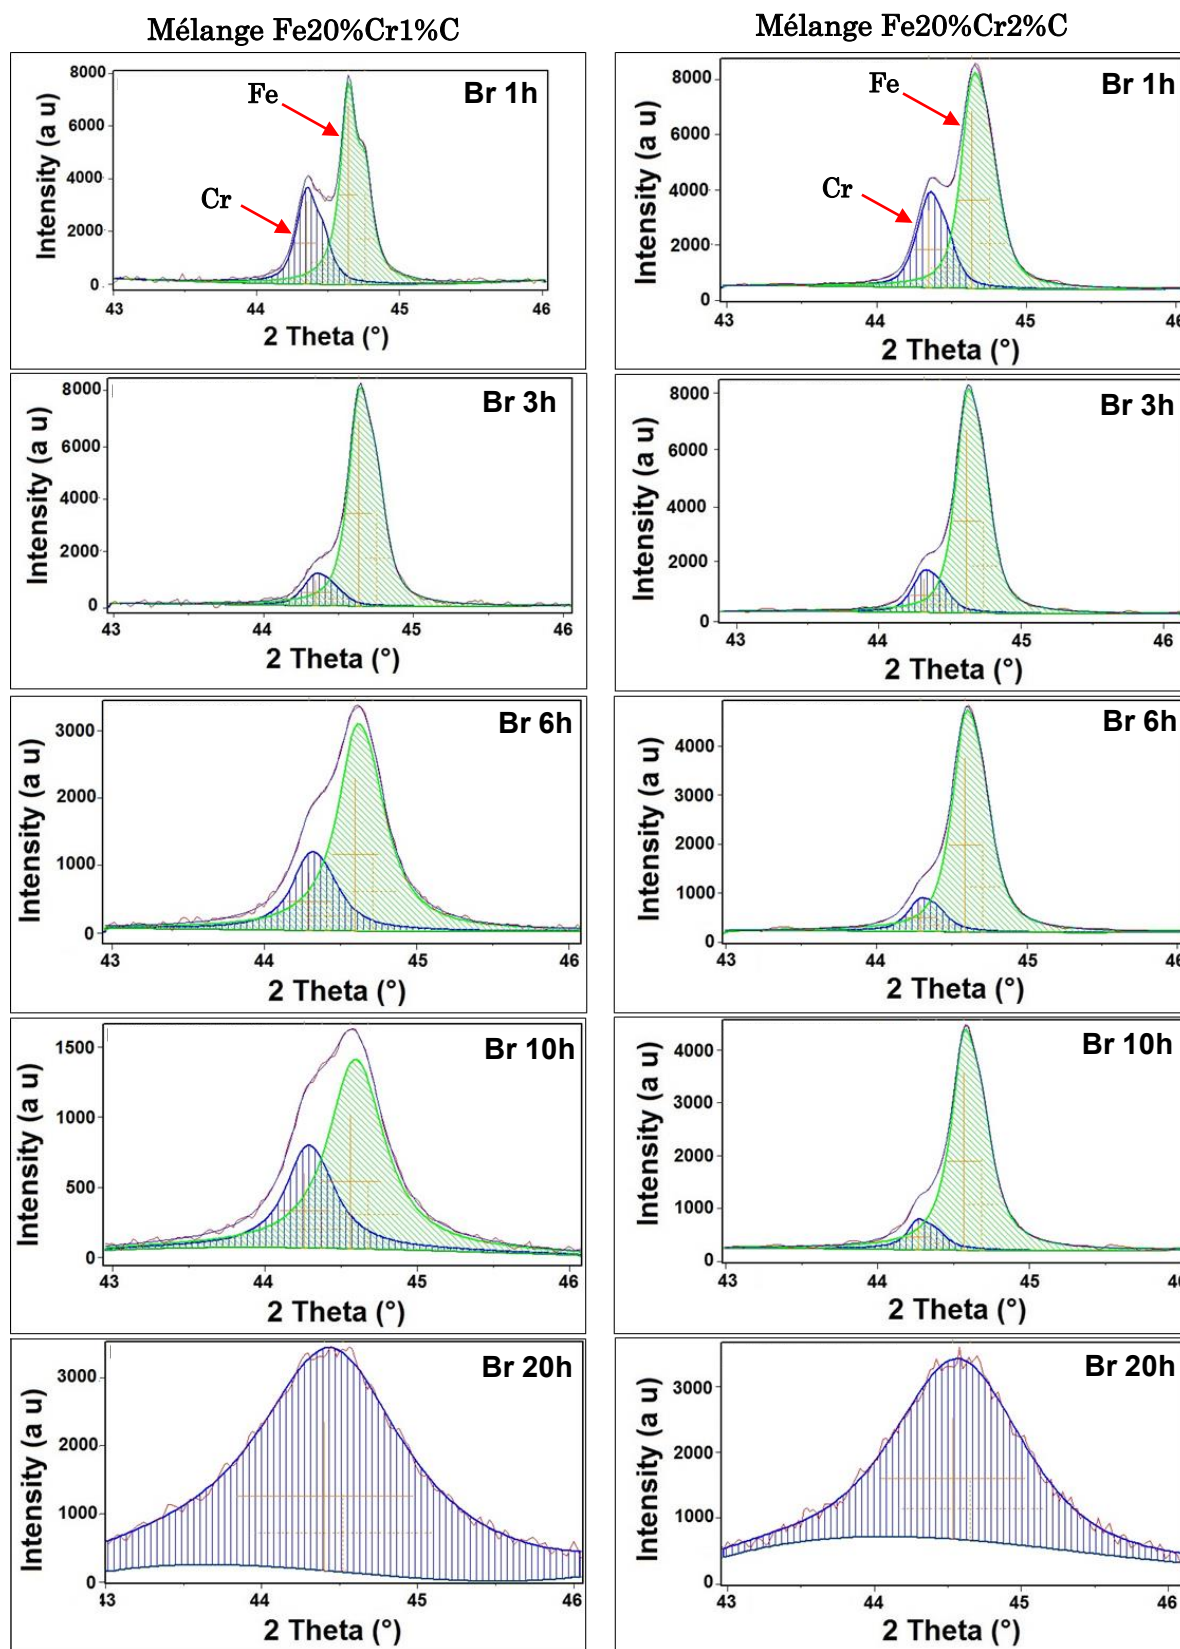 Mélange Fe20%Cr1%C
Mélange Fe20%Cr2%C
8000
6000
4000
2000
0
43
44
45
46
Intensity (a u)
2 Theta (°)
Br 1h
Fe
Cr
8000
6000
4000
2000
0
43
44
45
46
Intensity (a u)
2 Theta (°)
Br 1h
Fe
Cr
8000
6000
4000
2000
0
43
44
45
46
Intensity (a u)
2 Theta (°)
Br 3h
8000
6000
4000
2000
0
43
44
45
46
Intensity (a u)
2 Theta (°)
Br 3h
3000
2000
1000
0
43
44
45
46
Intensity (a u)
2 Theta (°)
Br 6h
4000
3000
2000
1000
0
43
44
45
46
Intensity (a u)
2 Theta (°)
Br 6h
1500
1000
500
0
43
44
45
46
Intensity (a u)
2 Theta (°)
Br 10h
4000
3000
2000
1000
0
43
44
45
46
Intensity (a u)
2 Theta (°)
Br 10h
3000
2000
1000
0
43
44
45
46
Intensity (a u)
2 Theta (°)
Br 20h
3000
2000
1000
0
43
44
45
46
Intensity (a u)
2 Theta (°)
Br 20h